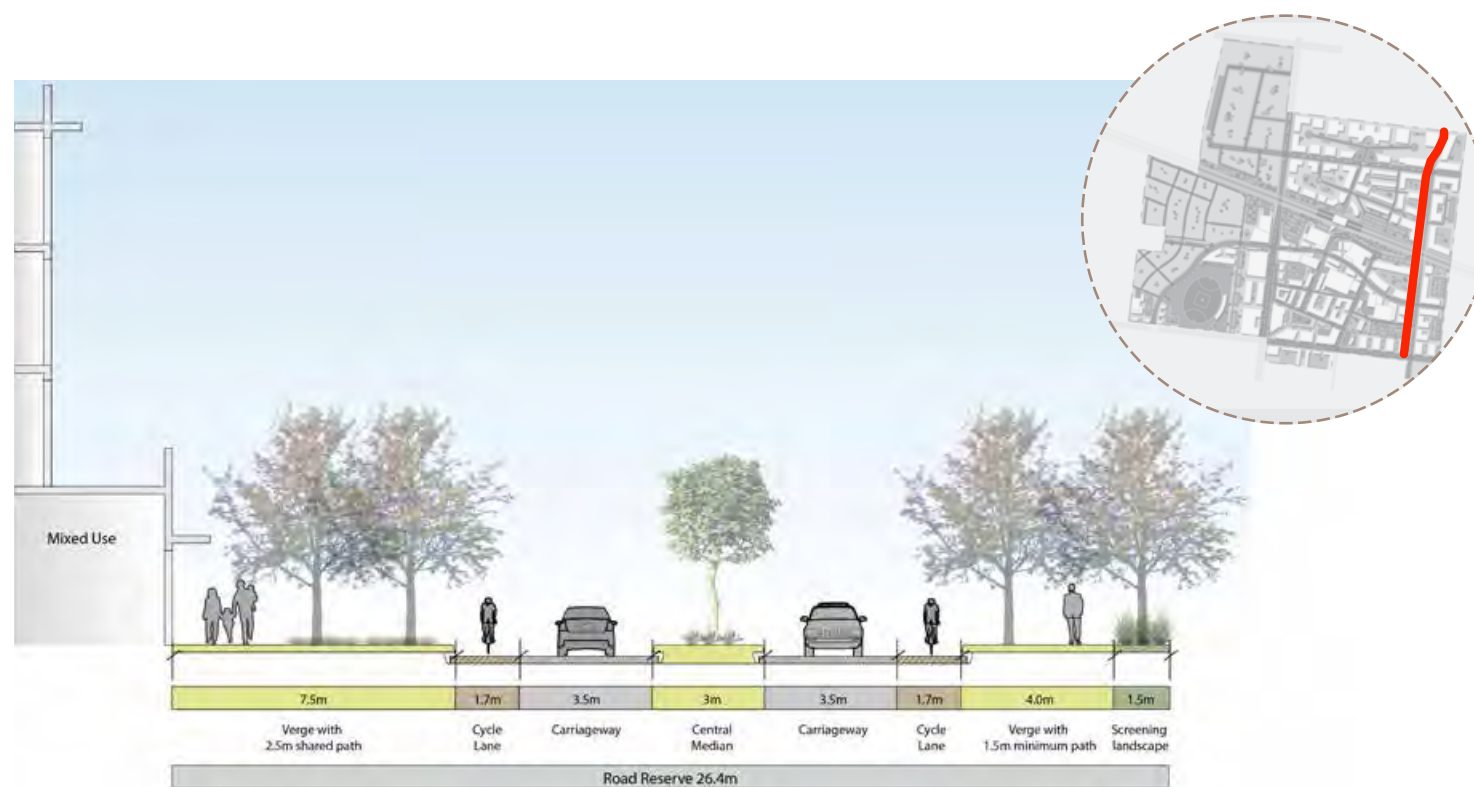 Mixed Use
7.5m
1.7m
3.5m
3m
3.5m
1.7m
4.0m
1.5m
Verge with
2.5m shared path
Cycle
Lane
Carriageway
Central
Median
Carriageway
Cycle
Lane
Verge with
1.5m minimum path
Screening
landscape
Road Reserve 26.4m